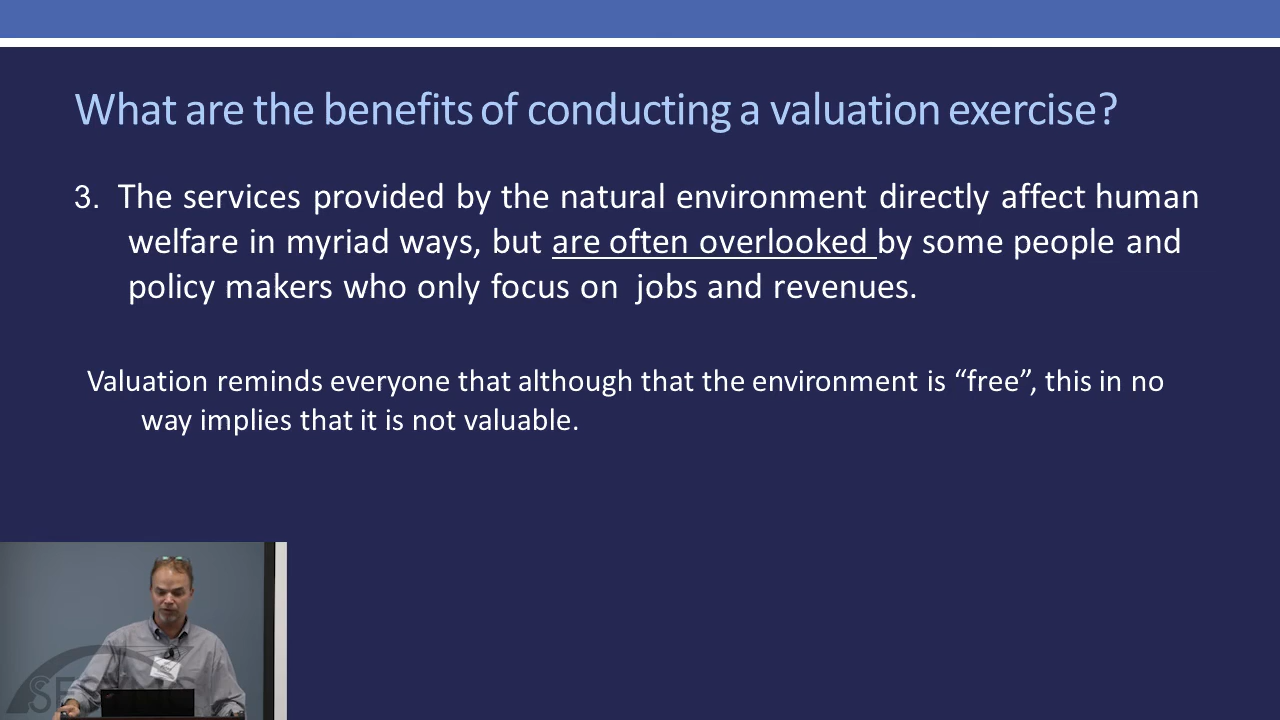 What are the benefits of conducting a valuation exercise?
3. The services provided by the natural environment directly affect human
welfare in myriad ways, but are often overlooked by some people and
policy makers who only focus on jobs and revenues.
Valuation reminds everyone that although that the environment is “free”, this in no
way implies that it is not valuable.